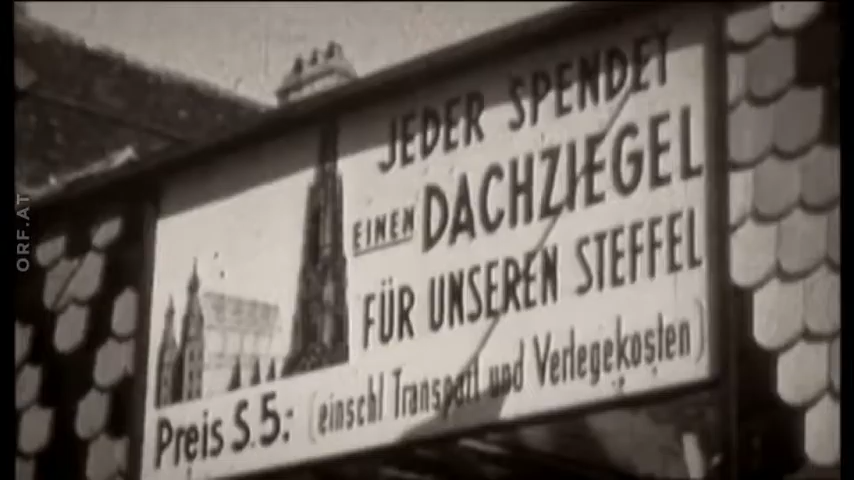 JEDER SPENDET
EINEN DACHZIEGEL
FÜR UNSEREN STEFFEL
Preis S.5:- (einschl Transport und Verlegekosten)
ORF.AT